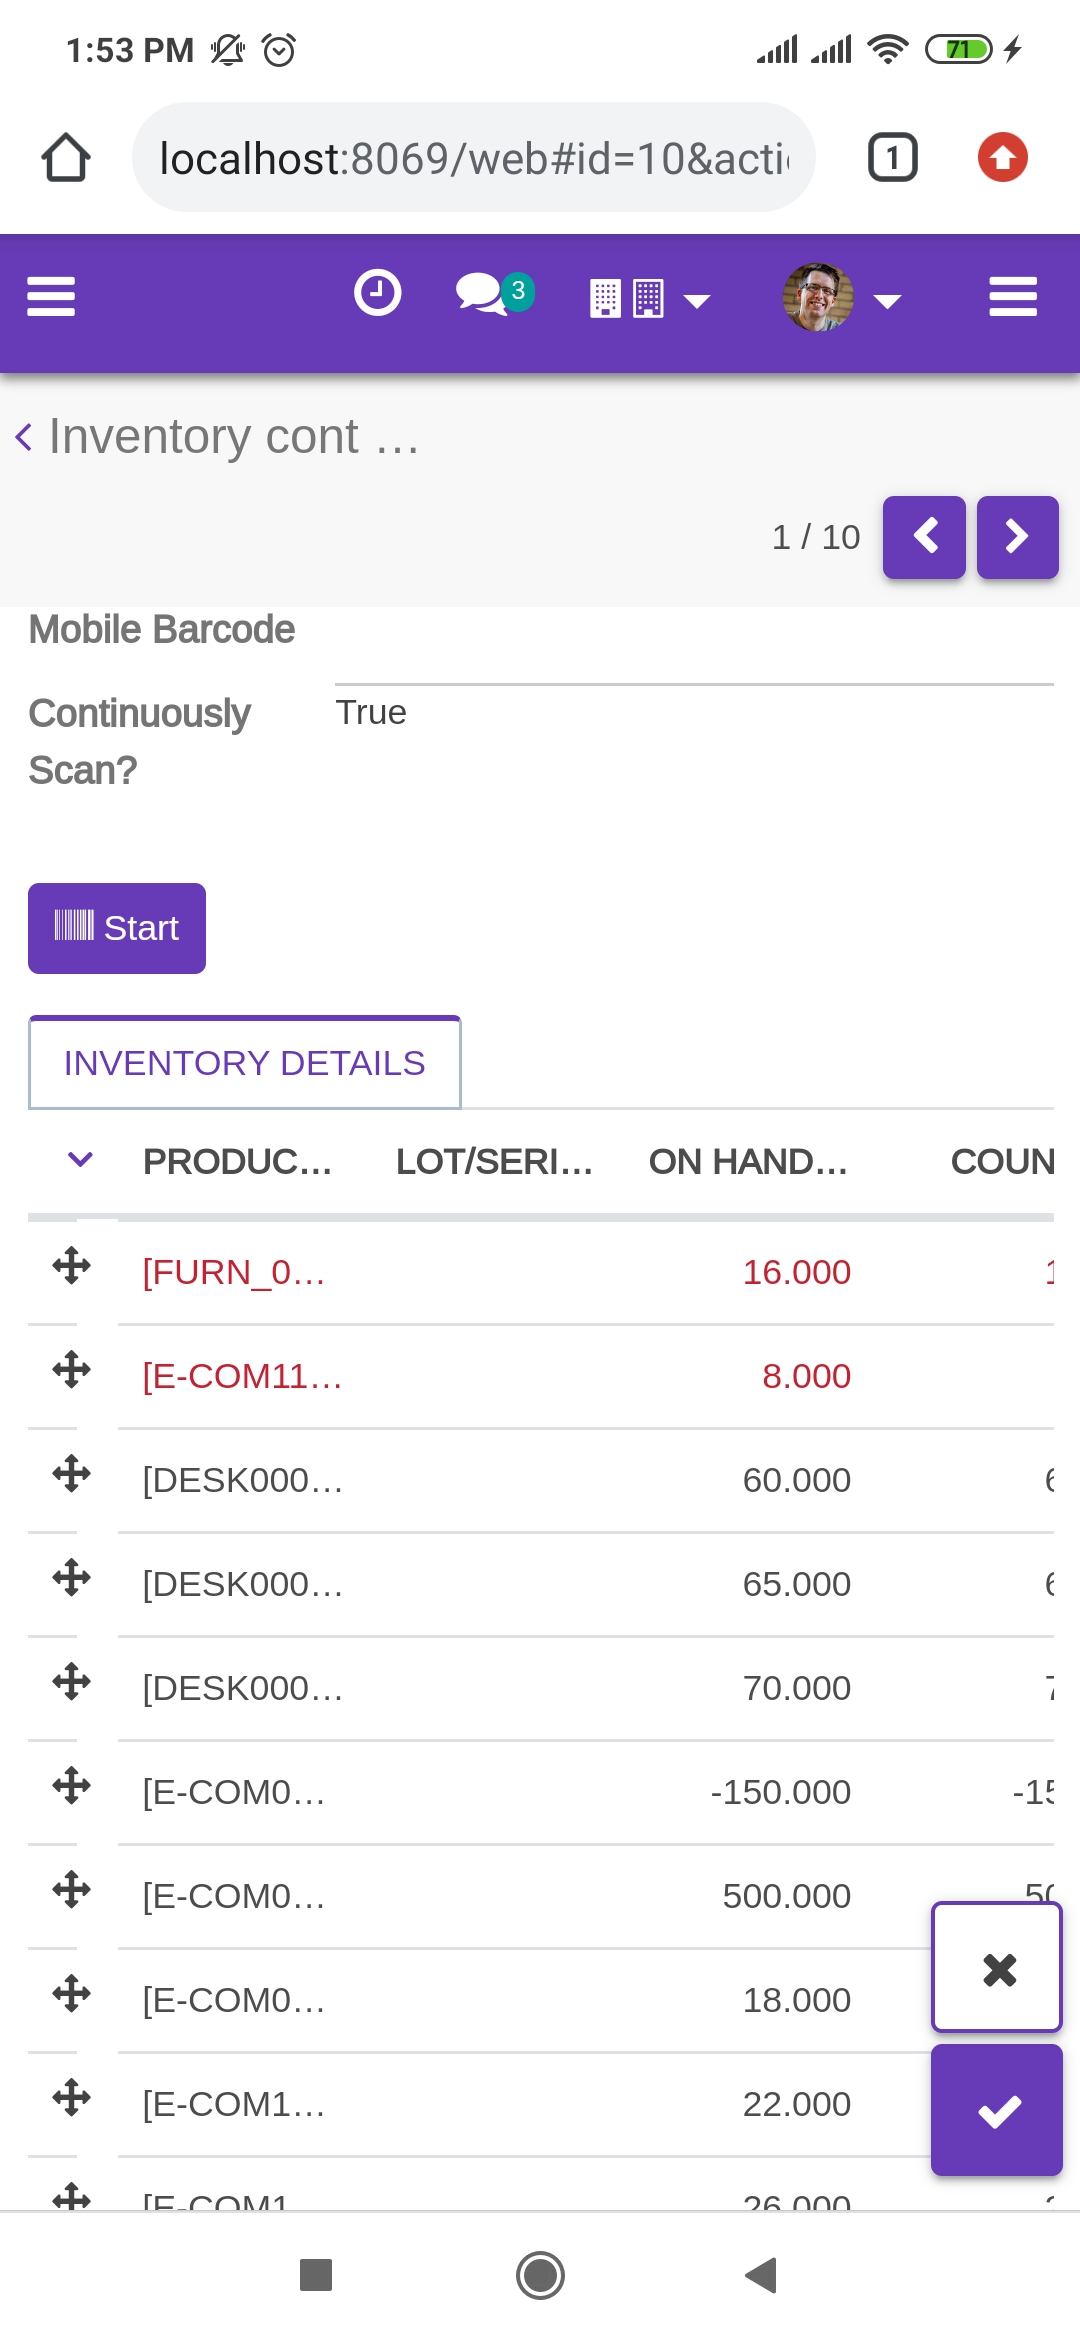 1:53 PM
71
localhost:8069/web#id=10&acti
1
3
Inventory cont ...
1 / 10
Mobile Barcode
Continuously
Scan?
True
Start
INVENTORY DETAILS
PRODUC... LOT/SERI... ON HAND... COUN
[FURN_0... 16.000 1
[E-COM11... 8.000
[DESK000... 60.000 6
[DESK000... 65.000 6
[DESK000... 70.000 7
[E-COM0... -150.000 -15
[E-COM0... 500.000 50
[E-COM0... 18.000
[E-COM1... 22.000
[E-COM1 26.000